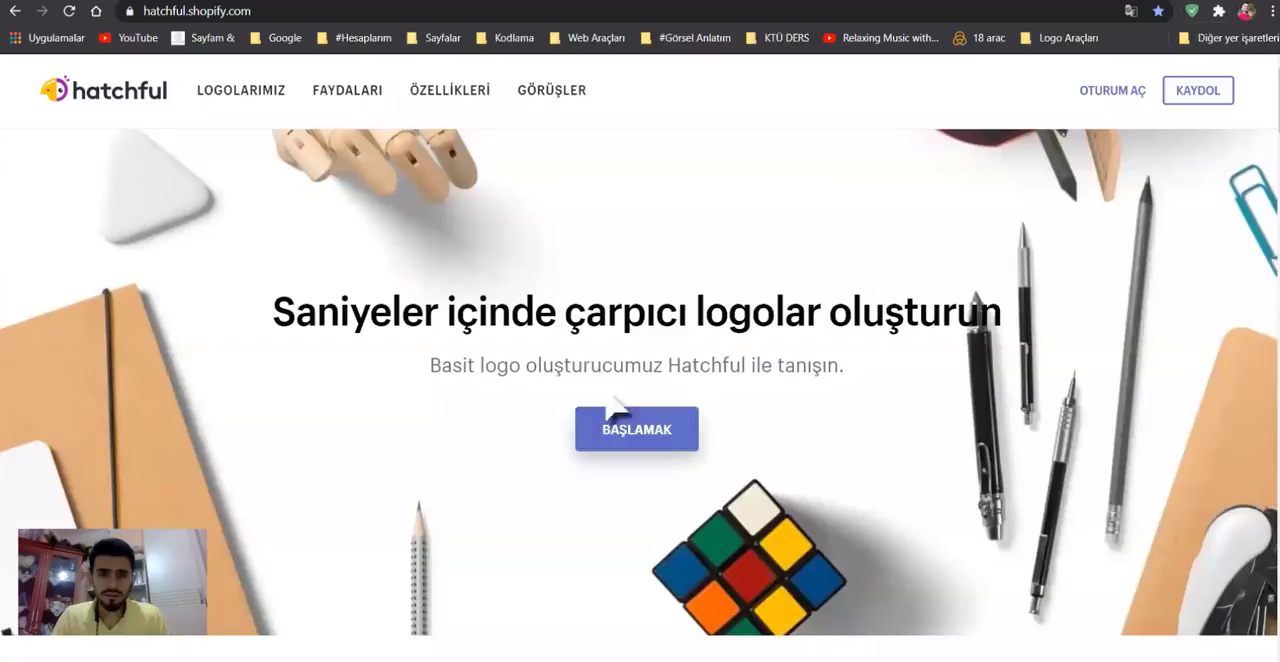 hatchful.shopify.com
Uygulamalar YouTube Sayfam & Google #Hesaplarım Sayfalar Kodlama Web Araçları #Görsel Anlatım KTÜ DERS Relaxing Music with... 18 arac Logo Araçları Diğer yer işaretleri
hatchful LOGOLARIMIZ FAYDALARI ÖZELLİKLERİ GÖRÜŞLER OTURUM AÇ KAYDOL
Saniyeler içinde çarpıcı logolar oluşturun
Basit logo oluşturucumuz Hatchful ile tanışın.
BAŞLAMAK